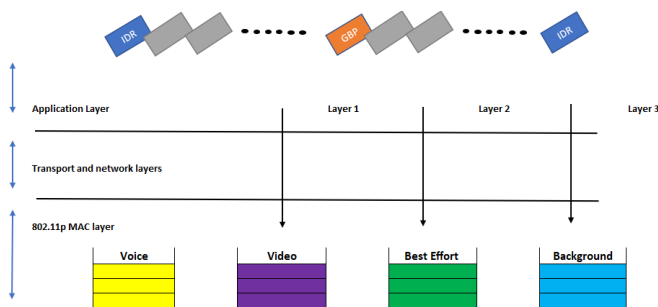 IDR
GBP
IDR
Application Layer
Layer 1
Layer 2
Layer 3
Transport and network layers
802.11p MAC layer
Voice
Video
Best Effort
Background